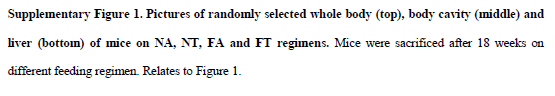 Supplementary Figure 1. Pictures of randomly selected whole body (top), body cavity (middle) and
liver (bottom) of mice on NA, NT, FA and FT regimens. Mice were sacrificed after 18 weeks on
different feeding regimen. Relates to Figure 1.